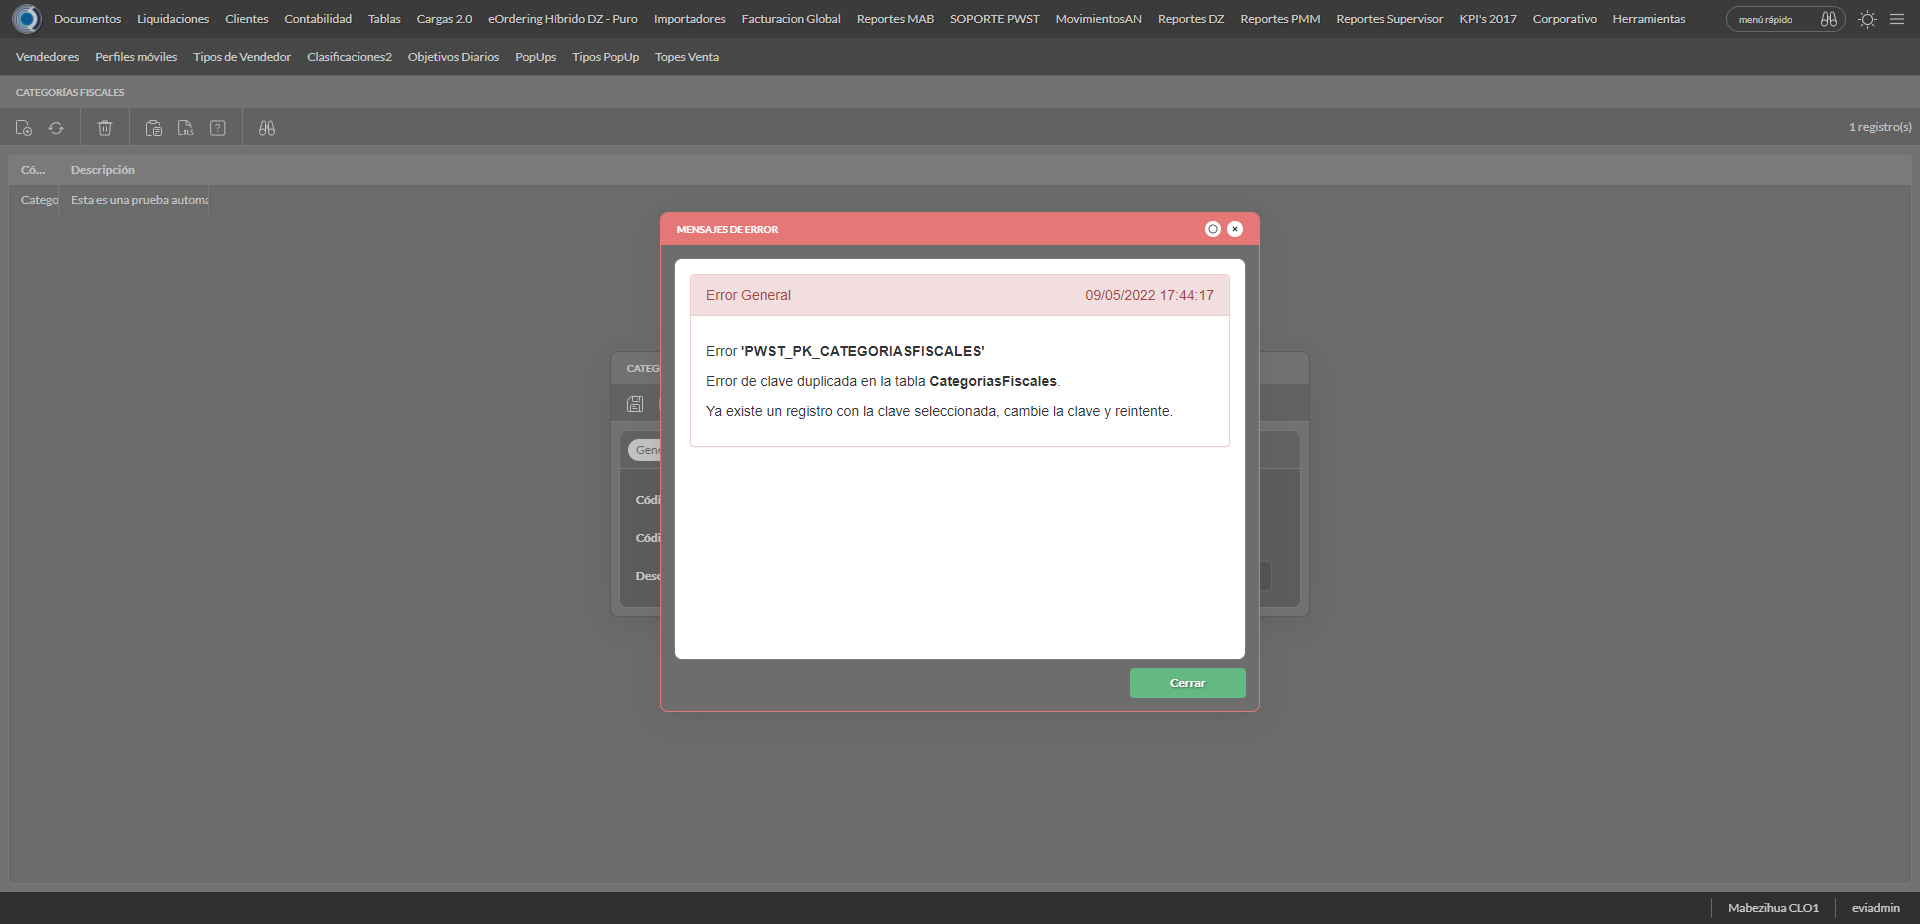 Documentos Liquidaciones Clientes Contabilidad Tablas Cargas 2.0 eOrdering Híbrido DZ - Puro Importadores Facturacion Global Reportes MAB SOPORTE PWST MovimientosAN Reportes DZ Reportes PMM Reportes Supervisor KPI's 2017 Corporativo Herramientas menú rápido
Vendedores Perfiles móviles Tipos de Vendedor Clasificaciones2 Objetivos Diarios PopUps Tipos PopUp Topes Venta
CATEGORÍAS FISCALES
XLS ? 1 registro(s)
Có... Descripción
Catego Esta es una prueba automa
MENSAJES DE ERROR
Error General 09/05/2022 17:44:17
Error 'PWST_PK_CATEGORIASFISCALES'
Error de clave duplicada en la tabla CategoriasFiscales.
Ya existe un registro con la clave seleccionada, cambie la clave y reintente.
Cerrar
CATEG
Gene
Códi
Códi
Desc
Mabezihua CLO1 eviadmin